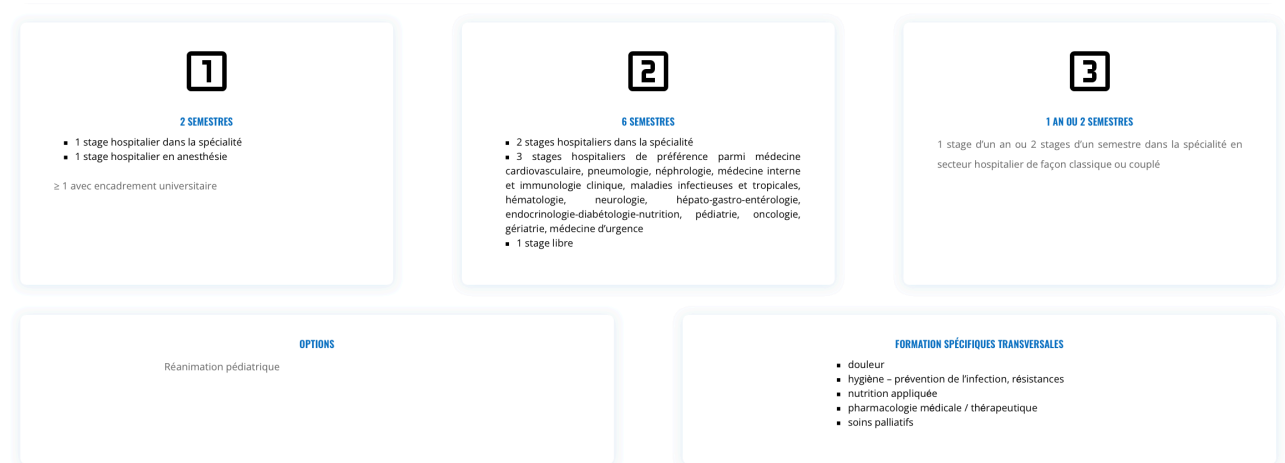 1
2 SEMESTRES
▪ 1 stage hospitalier dans la spécialité
▪ 1 stage hospitalier en anesthésie
≥ 1 avec encadrement universitaire
2
6 SEMESTRES
▪ 2 stages hospitaliers dans la spécialité
▪ 3 stages hospitaliers de préférence parmi médecine
cardiovasculaire, pneumologie, néphrologie, médecine interne
et immunologie clinique, maladies infectieuses et tropicales,
hématologie, neurologie, hépato-gastro-entérologie,
endocrinologie-diabétologie-nutrition, pédiatrie, oncologie,
gériatrie, médecine d’urgence
▪ 1 stage libre
3
1 AN OU 2 SEMESTRES
1 stage d’un an ou 2 stages d’un semestre dans la spécialité en
secteur hospitalier de façon classique ou couplé
OPTIONS
Réanimation pédiatrique
FORMATION SPÉCIFIQUES TRANSVERSALES
▪ douleur
▪ hygiène – prévention de l’infection, résistances
▪ nutrition appliquée
▪ pharmacologie médicale / thérapeutique
▪ soins palliatifs